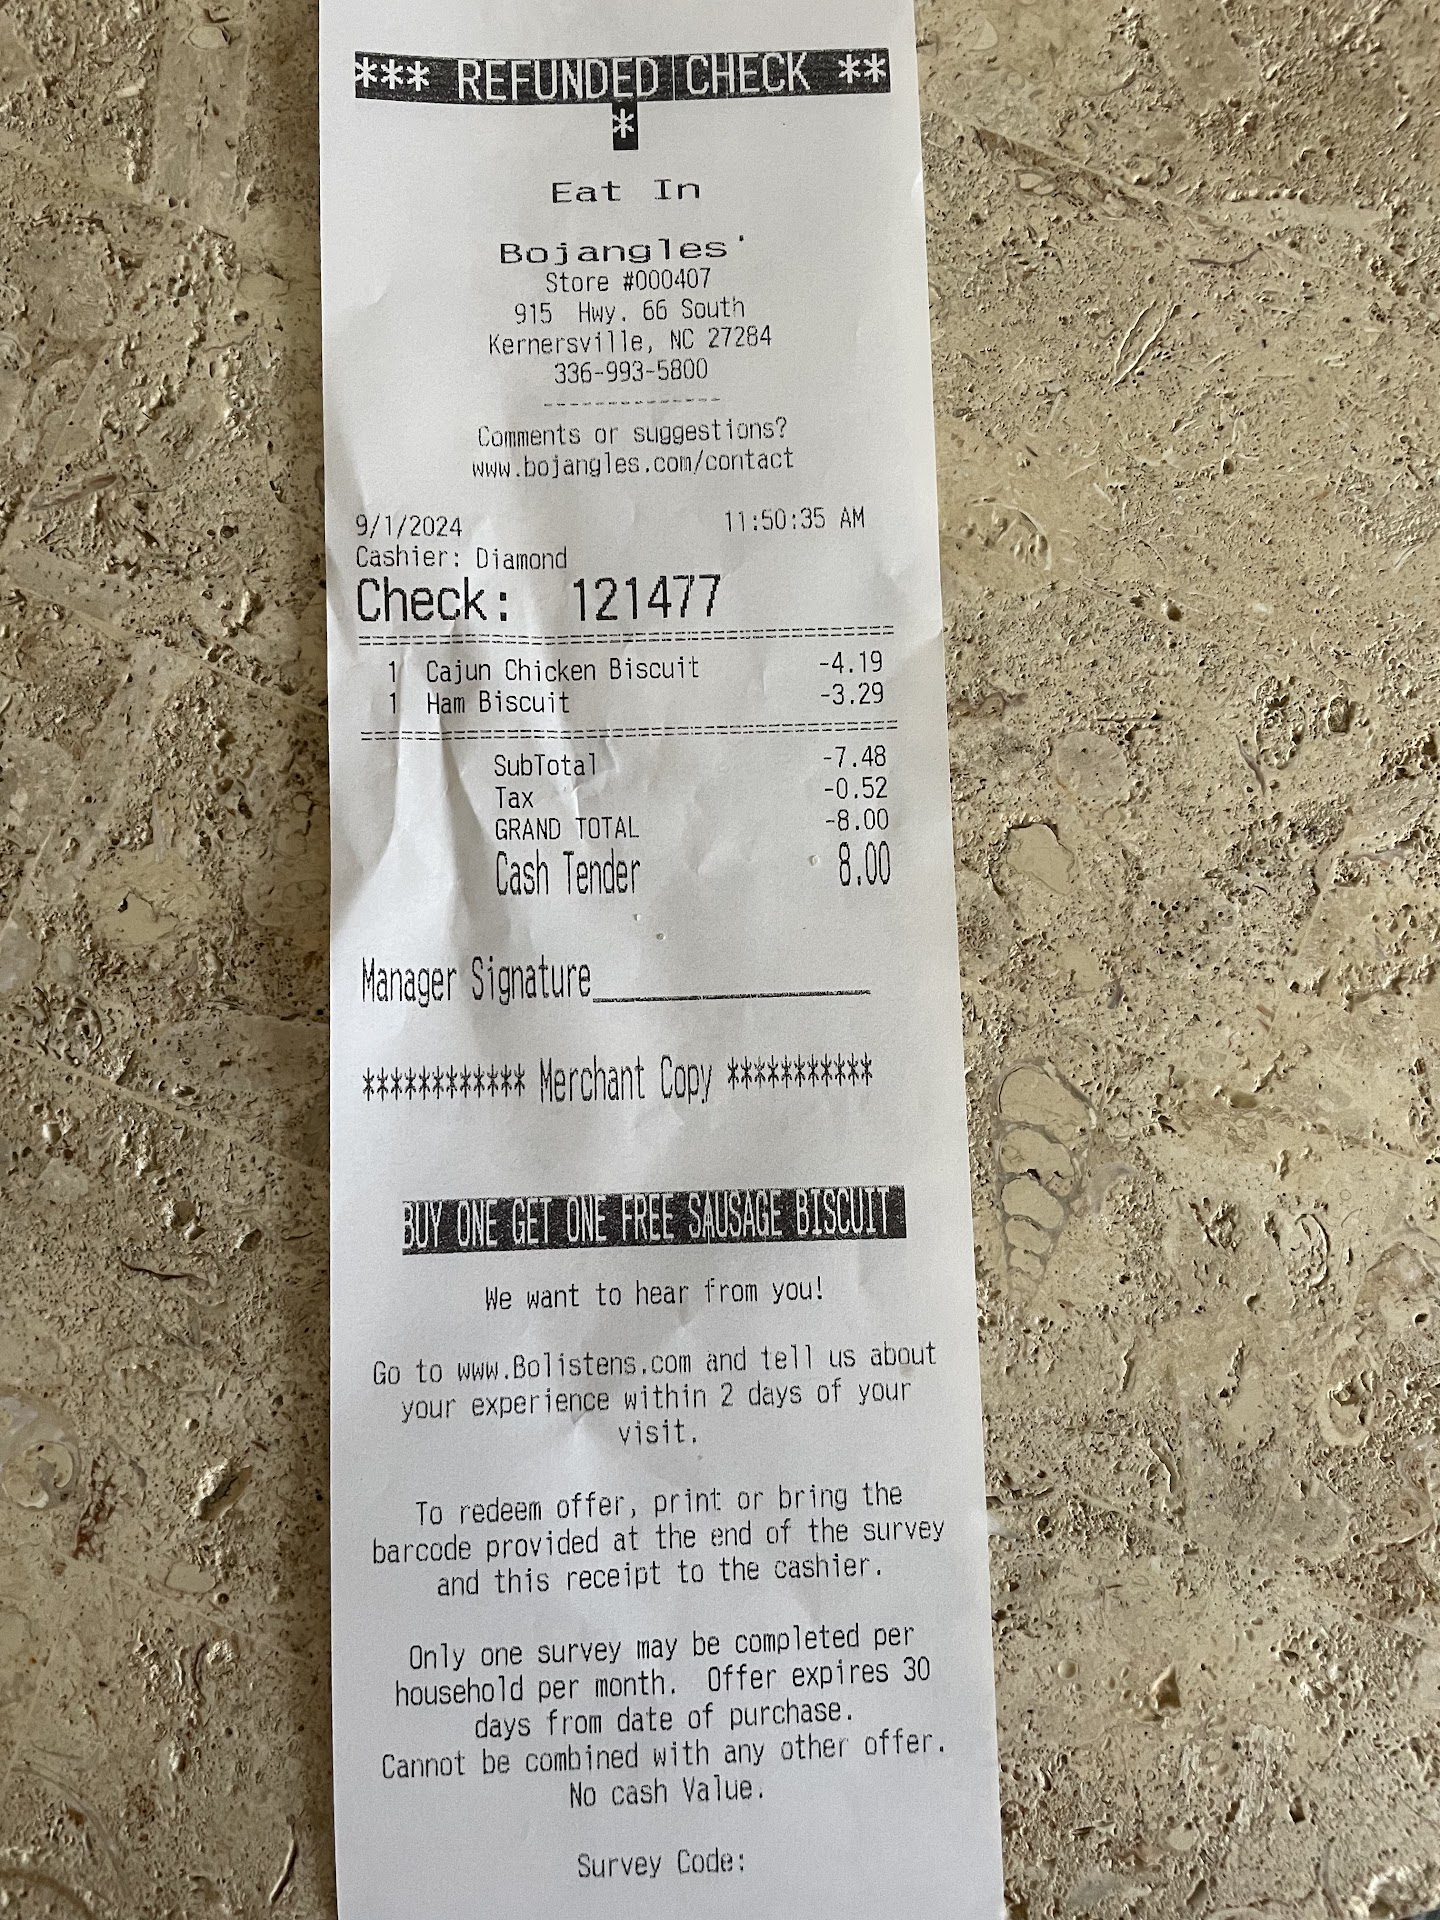 *** REFUNDED CHECK **
*
Eat In
Bojangles'
Store #000407
915 Hwy. 66 South
Kernersville, NC 27284
336-993-5800
---------------
Comments or suggestions?
www.bojangles.com/contact
9/1/2024 11:50:35 AM
Cashier: Diamond
Check: 121477
==========================================
1 Cajun Chicken Biscuit -4.19
1 Ham Biscuit -3.29
==========================================
SubTotal -7.48
Tax -0.52
GRAND TOTAL -8.00
Cash Tender 8.00
Manager Signature____________________
************ Merchant Copy ***********
BUY ONE GET ONE FREE SAUSAGE BISCUIT
We want to hear from you!
Go to www.Bolistens.com and tell us about
your experience within 2 days of your
visit.
To redeem offer, print or bring the
barcode provided at the end of the survey
and this receipt to the cashier.
Only one survey may be completed per
household per month. Offer expires 30
days from date of purchase.
Cannot be combined with any other offer.
No cash Value.
Survey Code: